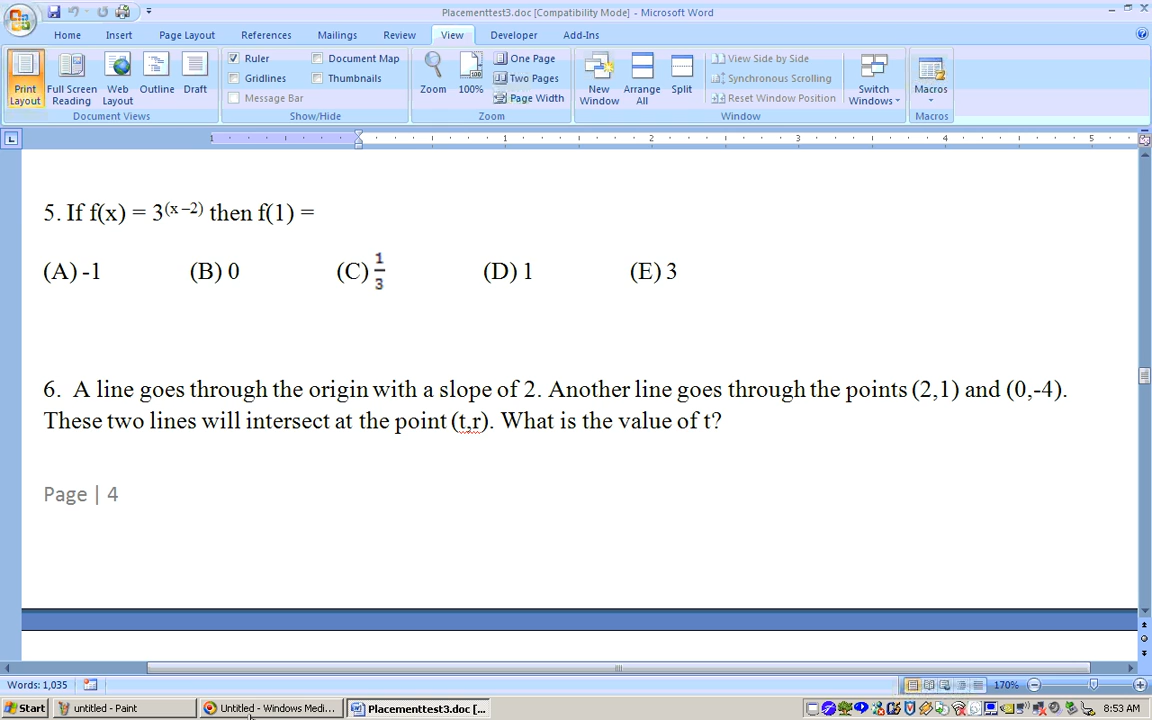 Placementtest3.doc [Compatibility Mode] - Microsoft Word
Home Insert Page Layout References Mailings Review View Developer Add-Ins
Print Layout Full Screen Reading Web Layout Outline Draft
Document Views
Ruler Document Map
Gridlines Thumbnails
Message Bar
Show/Hide
Zoom 100% One Page
Two Pages
Page Width
Zoom
New Window Arrange All Split
View Side by Side
Synchronous Scrolling
Reset Window Position
Switch Windows
Window
Macros
Macros
1 1 2 3 4 5
5. If f(x) = 3^(x−2) then f(1) =
(A) -1 (B) 0 (C) 1/3 (D) 1 (E) 3
6. A line goes through the origin with a slope of 2. Another line goes through the points (2,1) and (0,-4).
These two lines will intersect at the point (t,r). What is the value of t?
Page | 4
Words: 1,035 170%
Start untitled - Paint Untitled - Windows Medi... Placementtest3.doc [... 8:53 AM